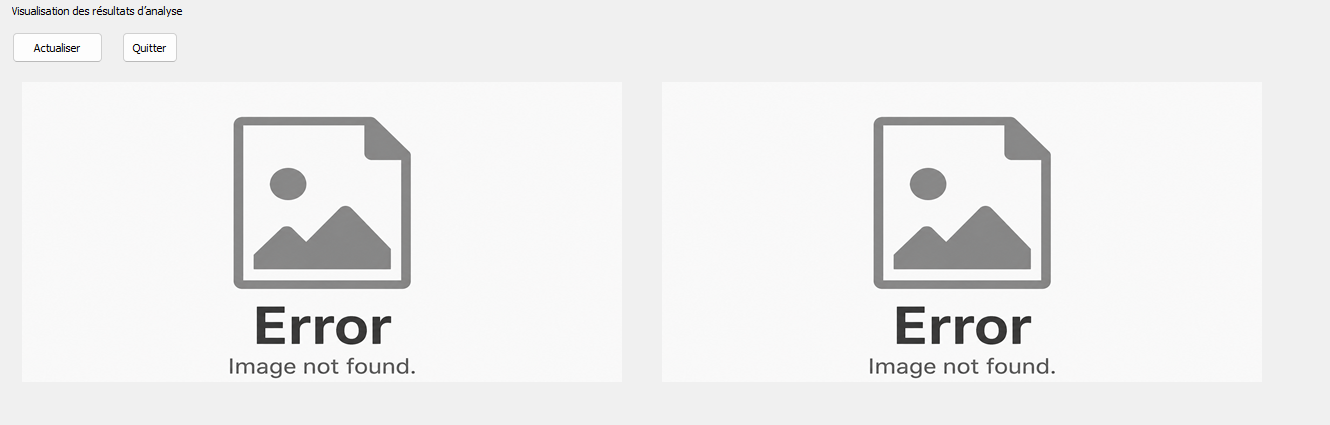 Visualisation des résultats d’analyse
Actualiser
Quitter
Error
Image not found.
Error
Image not found.